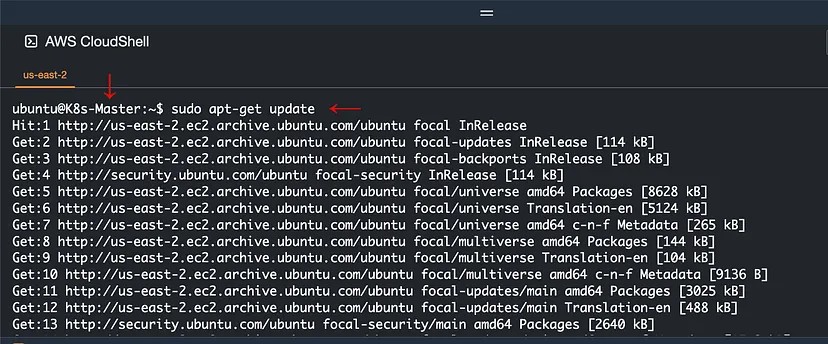 AWS CloudShell
us-east-2
ubuntu@K8s-Master:~$ sudo apt-get update
Hit:1 http://us-east-2.ec2.archive.ubuntu.com/ubuntu focal InRelease
Get:2 http://us-east-2.ec2.archive.ubuntu.com/ubuntu focal-updates InRelease [114 kB]
Get:3 http://us-east-2.ec2.archive.ubuntu.com/ubuntu focal-backports InRelease [108 kB]
Get:4 http://security.ubuntu.com/ubuntu focal-security InRelease [114 kB]
Get:5 http://us-east-2.ec2.archive.ubuntu.com/ubuntu focal/universe amd64 Packages [8628 kB]
Get:6 http://us-east-2.ec2.archive.ubuntu.com/ubuntu focal/universe Translation-en [5124 kB]
Get:7 http://us-east-2.ec2.archive.ubuntu.com/ubuntu focal/universe amd64 c-n-f Metadata [265 kB]
Get:8 http://us-east-2.ec2.archive.ubuntu.com/ubuntu focal/multiverse amd64 Packages [144 kB]
Get:9 http://us-east-2.ec2.archive.ubuntu.com/ubuntu focal/multiverse Translation-en [104 kB]
Get:10 http://us-east-2.ec2.archive.ubuntu.com/ubuntu focal/multiverse amd64 c-n-f Metadata [9136 B]
Get:11 http://us-east-2.ec2.archive.ubuntu.com/ubuntu focal-updates/main amd64 Packages [3025 kB]
Get:12 http://us-east-2.ec2.archive.ubuntu.com/ubuntu focal-updates/main Translation-en [488 kB]
Get:13 http://security.ubuntu.com/ubuntu focal-security/main amd64 Packages [2640 kB]